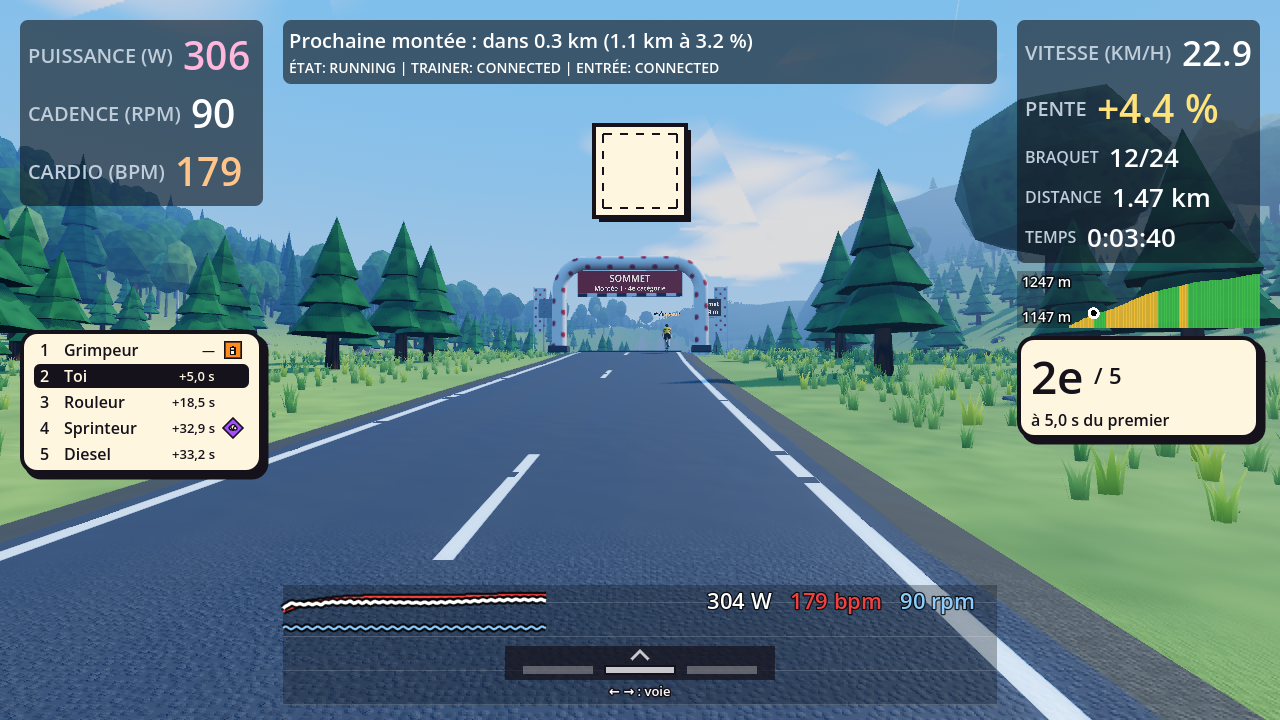 PUISSANCE (W) 306
CADENCE (RPM) 90
CARDIO (BPM) 179
Prochaine montée : dans 0.3 km (1.1 km à 3.2 %)
ÉTAT: RUNNING | TRAINER: CONNECTED | ENTRÉE: CONNECTED
VITESSE (KM/H) 22.9
PENTE +4.4 %
BRAQUET 12/24
DISTANCE 1.47 km
TEMPS 0:03:40
1247 m
1147 m
SOMMET
Montée 1 · 4e catégorie
1 Grimpeur —
2 Toi +5,0 s
3 Rouleur +18,5 s
4 Sprinteur +32,9 s
5 Diesel +33,2 s
2e / 5
à 5,0 s du premier
304 W 179 bpm 90 rpm
← → : voie